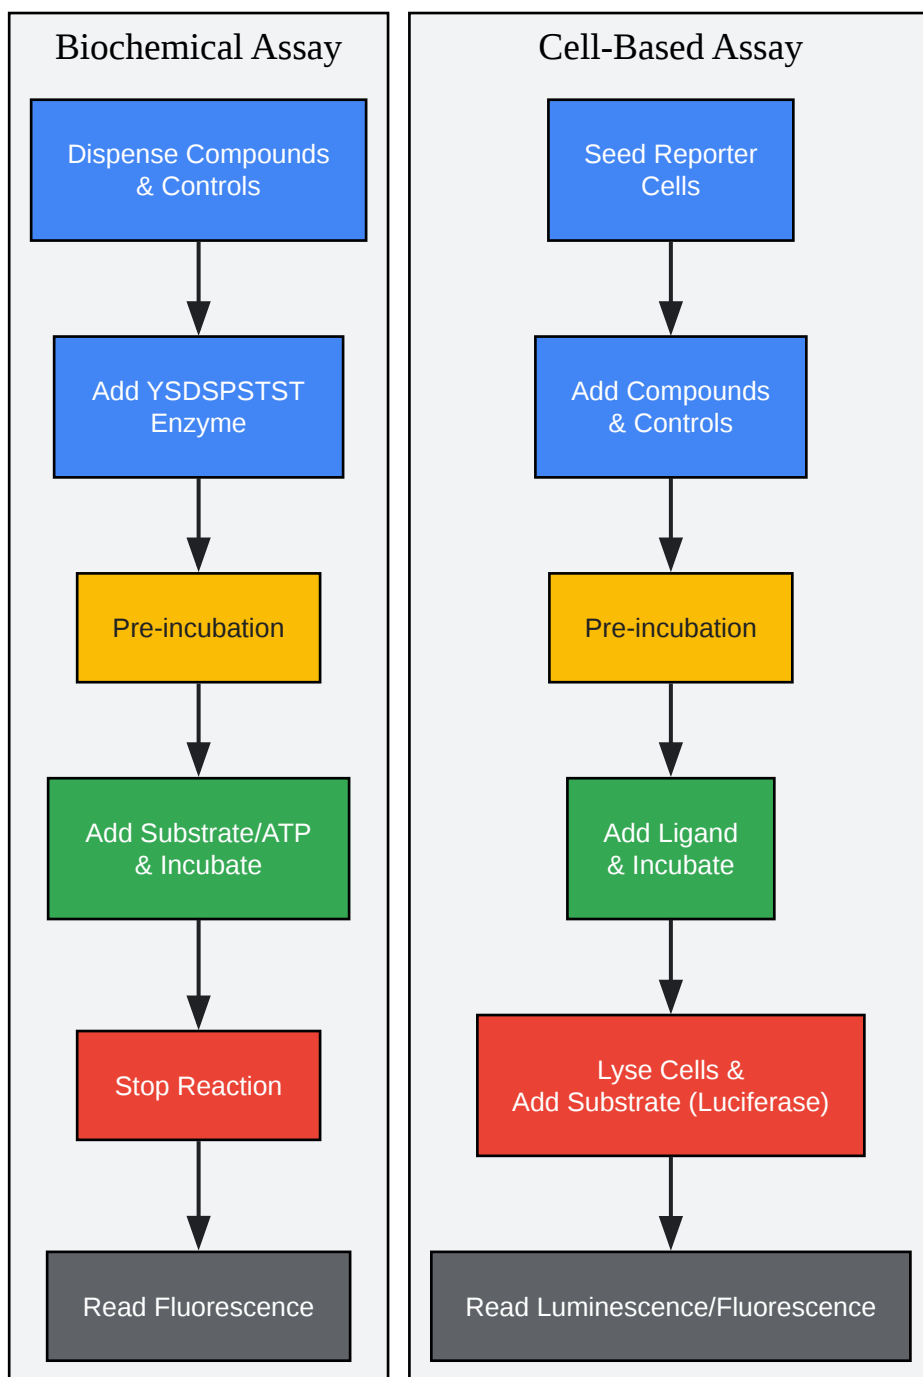 Biochemical Assay
Dispense Compounds
& Controls
Add YSDSPSTST
Enzyme
Pre-incubation
Add Substrate/ATP
& Incubate
Stop Reaction
Read Fluorescence
Cell-Based Assay
Seed Reporter
Cells
Add Compounds
& Controls
Pre-incubation
Add Ligand
& Incubate
Lyse Cells &
Add Substrate (Luciferase)
Read Luminescence/Fluorescence